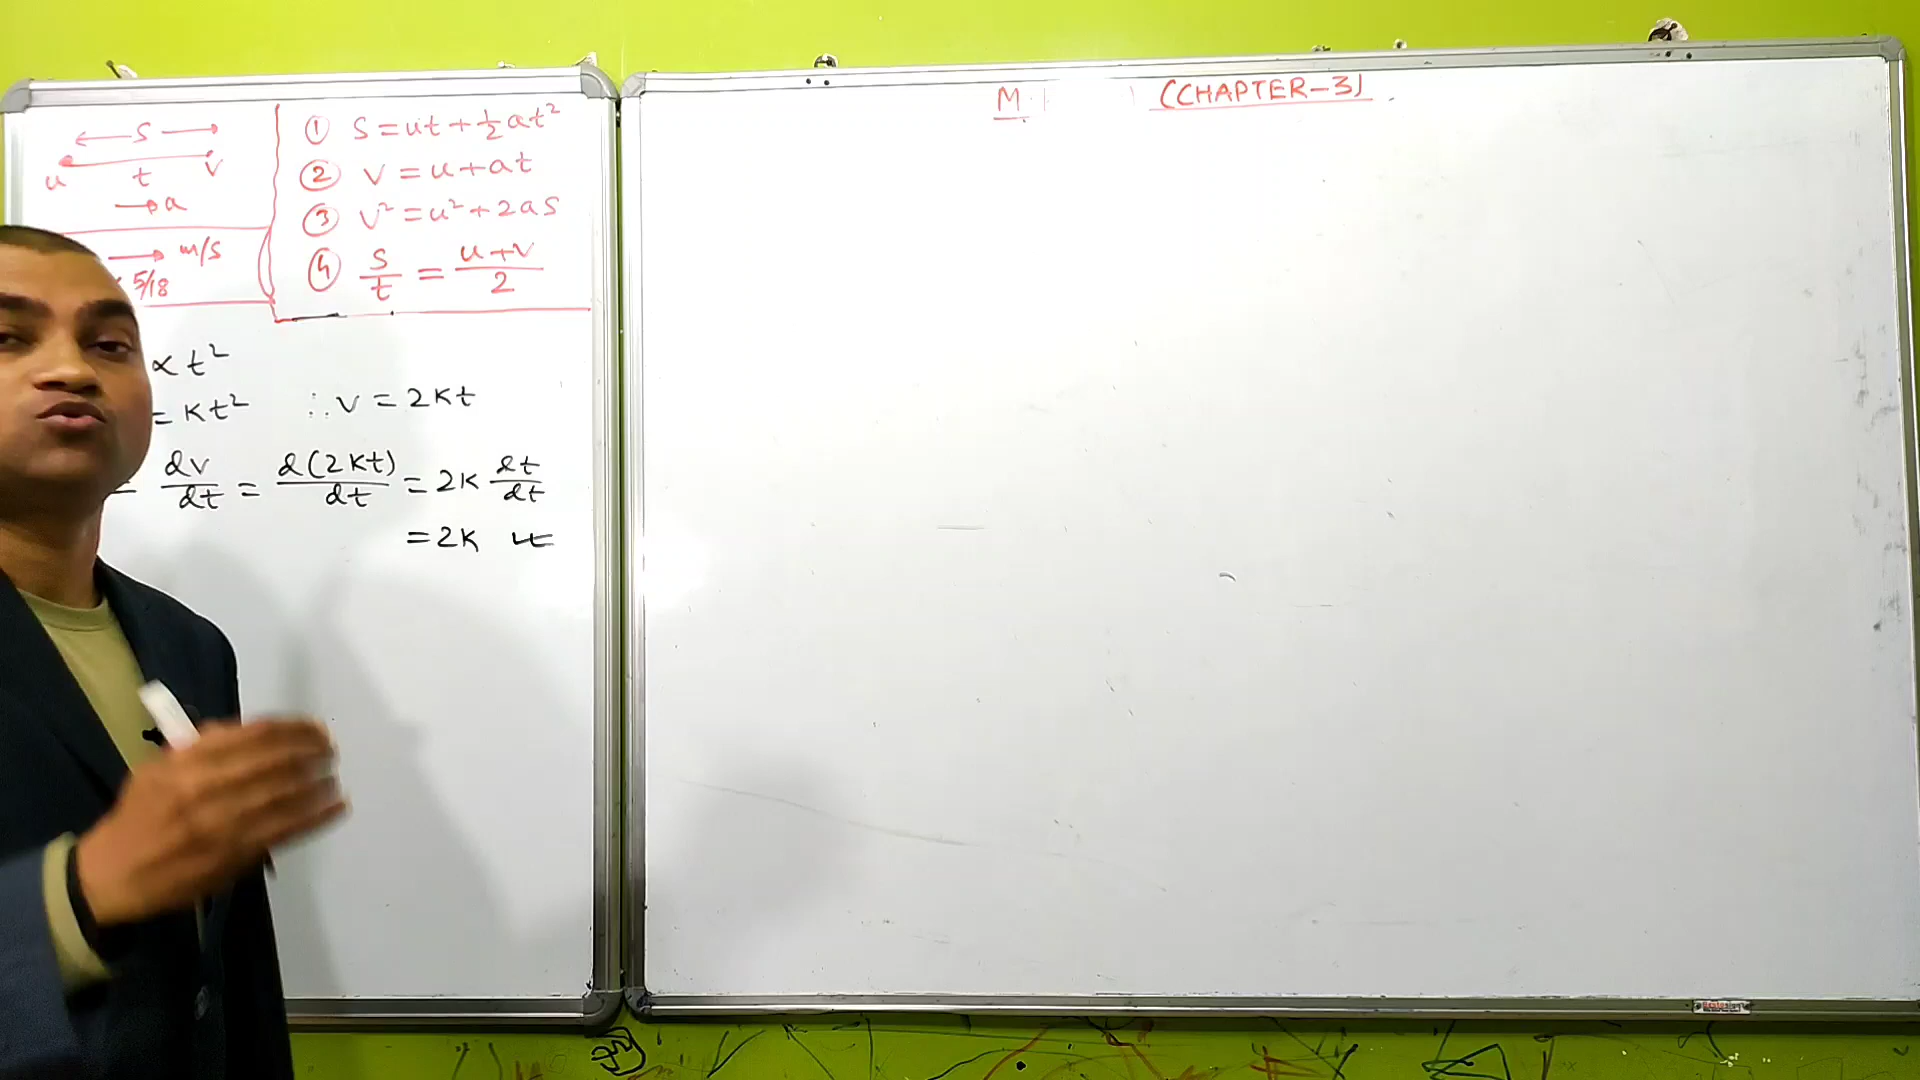 ← S →
u t v
→ a
→ m/s
5/18
① S = ut + ½at²
② v = u + at
③ v² = u² + 2as
④ S/t = (u+v)/2
∝ t²
= Kt² ∴ v = 2Kt
= dv/dt = d(2Kt)/dt = 2K dt/dt
= 2K
M (CHAPTER-3)